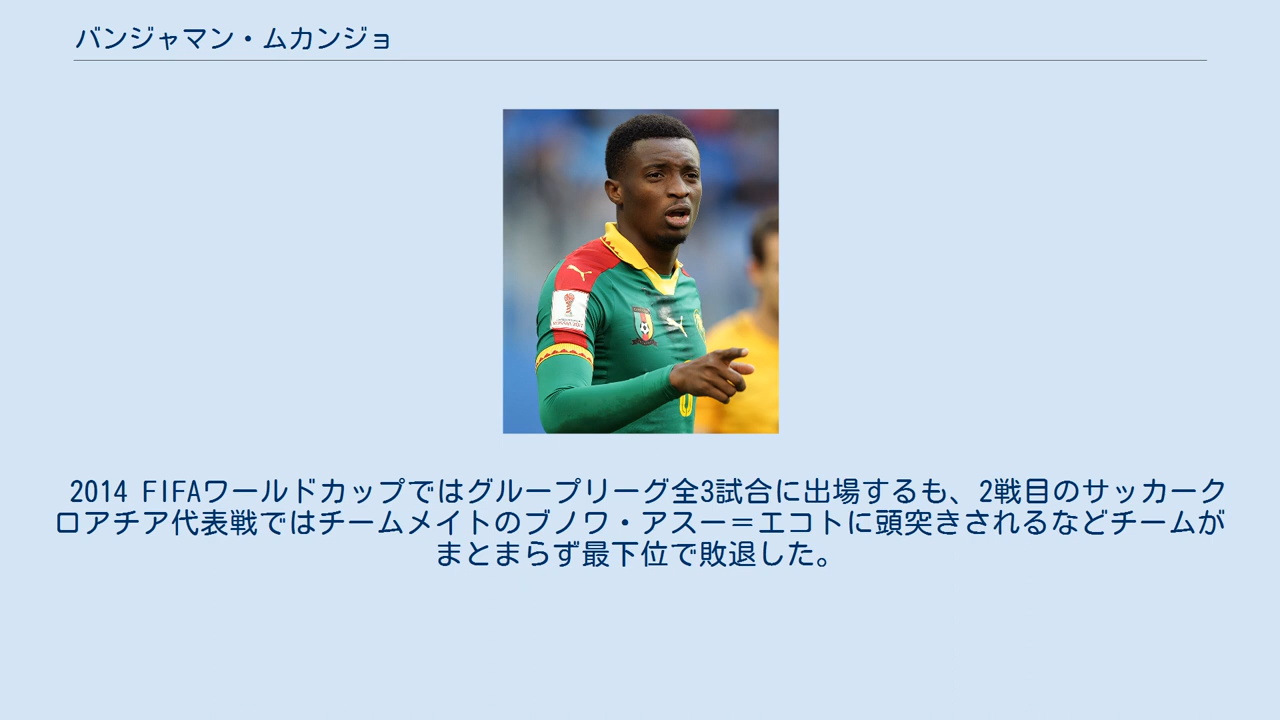 バンジャマン・ムカンジョ
2014 FIFAワールドカップではグループリーグ全3試合に出場するも、2戦目のサッカーク
ロアチア代表戦ではチームメイトのブノワ・アスー＝エコトに頭突きされるなどチームが
まとまらず最下位で敗退した。